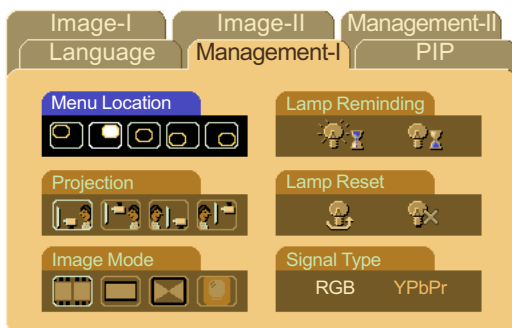 Image-I Image-II Management-II
Language Management-I PIP
Menu Location Lamp Reminding
Projection Lamp Reset
Image Mode Signal Type
RGB YPbPr